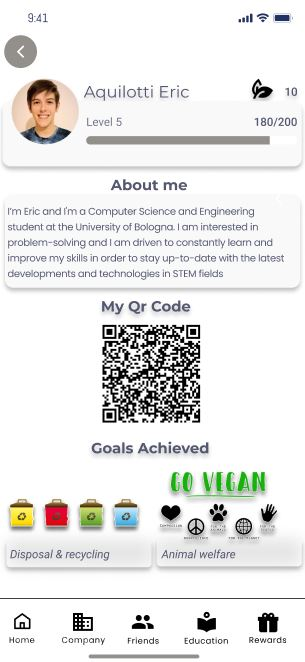 9:41
Aquilotti Eric
10
Level 5
180/200
About me
I'm Eric and I'm a Computer Science and Engineering
student at the University of Bologna. I am interested in
problem-solving and I am driven to constantly learn and
improve my skills in order to stay up-to-date with the latest
developments and technologies in STEM fields
My Qr Code
Goals Achieved
GO VEGAN
Disposal & recycling
Animal welfare
Home
Company
Friends
Education
Rewards